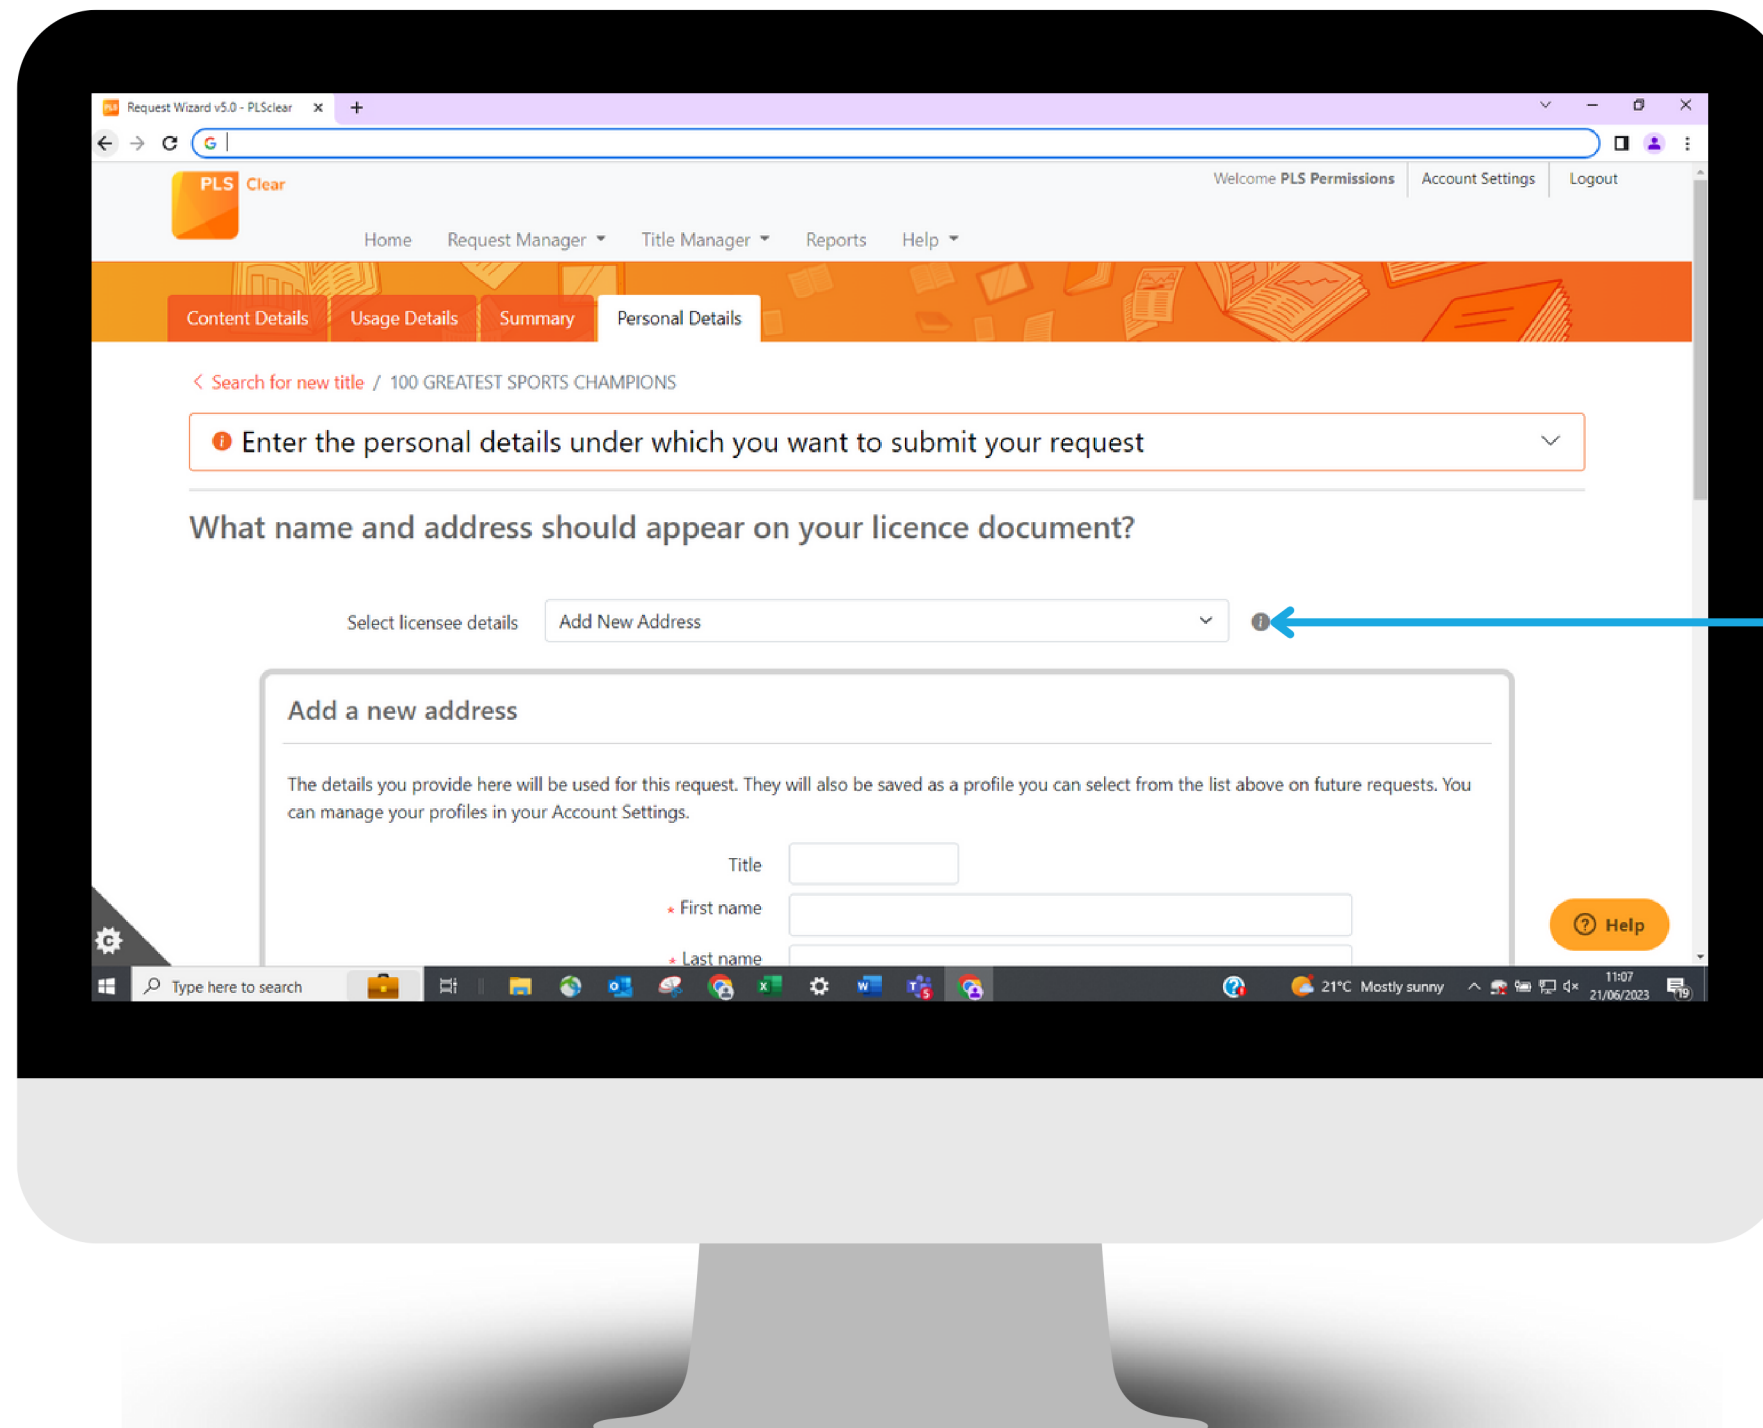 Request Wizard v5.0 - PLSclear
PLS Clear
Welcome PLS Permissions Account Settings Logout
Home Request Manager Title Manager Reports Help
Content Details Usage Details Summary Personal Details
Search for new title / 100 GREATEST SPORTS CHAMPIONS
Enter the personal details under which you want to submit your request
What name and address should appear on your licence document?
Select licensee details Add New Address
Add a new address
The details you provide here will be used for this request. They will also be saved as a profile you can select from the list above on future requests. You
can manage your profiles in your Account Settings.
Title
* First name
Help
* Last name
Type here to search
21°C Mostly sunny
11:07
21/06/2023
19